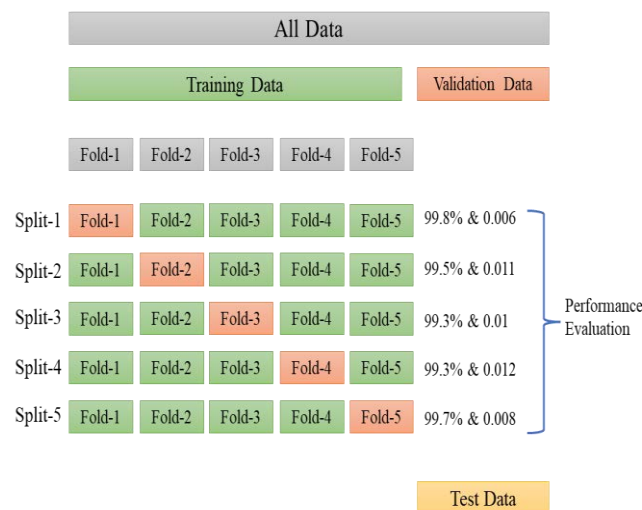 All Data
Training Data Validation Data
Fold-1 Fold-2 Fold-3 Fold-4 Fold-5
Split-1 Fold-1 Fold-2 Fold-3 Fold-4 Fold-5 99.8% & 0.006
Split-2 Fold-1 Fold-2 Fold-3 Fold-4 Fold-5 99.5% & 0.011
Split-3 Fold-1 Fold-2 Fold-3 Fold-4 Fold-5 99.3% & 0.01
Split-4 Fold-1 Fold-2 Fold-3 Fold-4 Fold-5 99.3% & 0.012
Split-5 Fold-1 Fold-2 Fold-3 Fold-4 Fold-5 99.7% & 0.008
Performance
Evaluation
Test Data